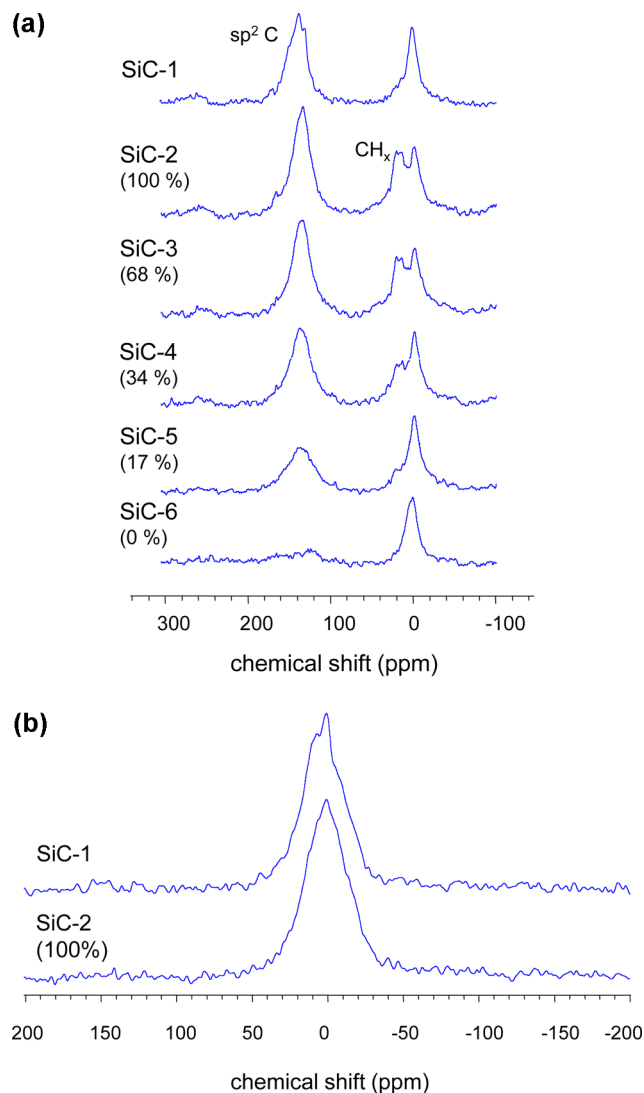 (a)
sp² C
SiC-1
SiC-2
(100 %)
CHₓ
SiC-3
(68 %)
SiC-4
(34 %)
SiC-5
(17 %)
SiC-6
(0 %)
300 200 100 0 -100
chemical shift (ppm)
(b)
SiC-1
SiC-2
(100%)
200 150 100 50 0 -50 -100 -150 -200
chemical shift (ppm)